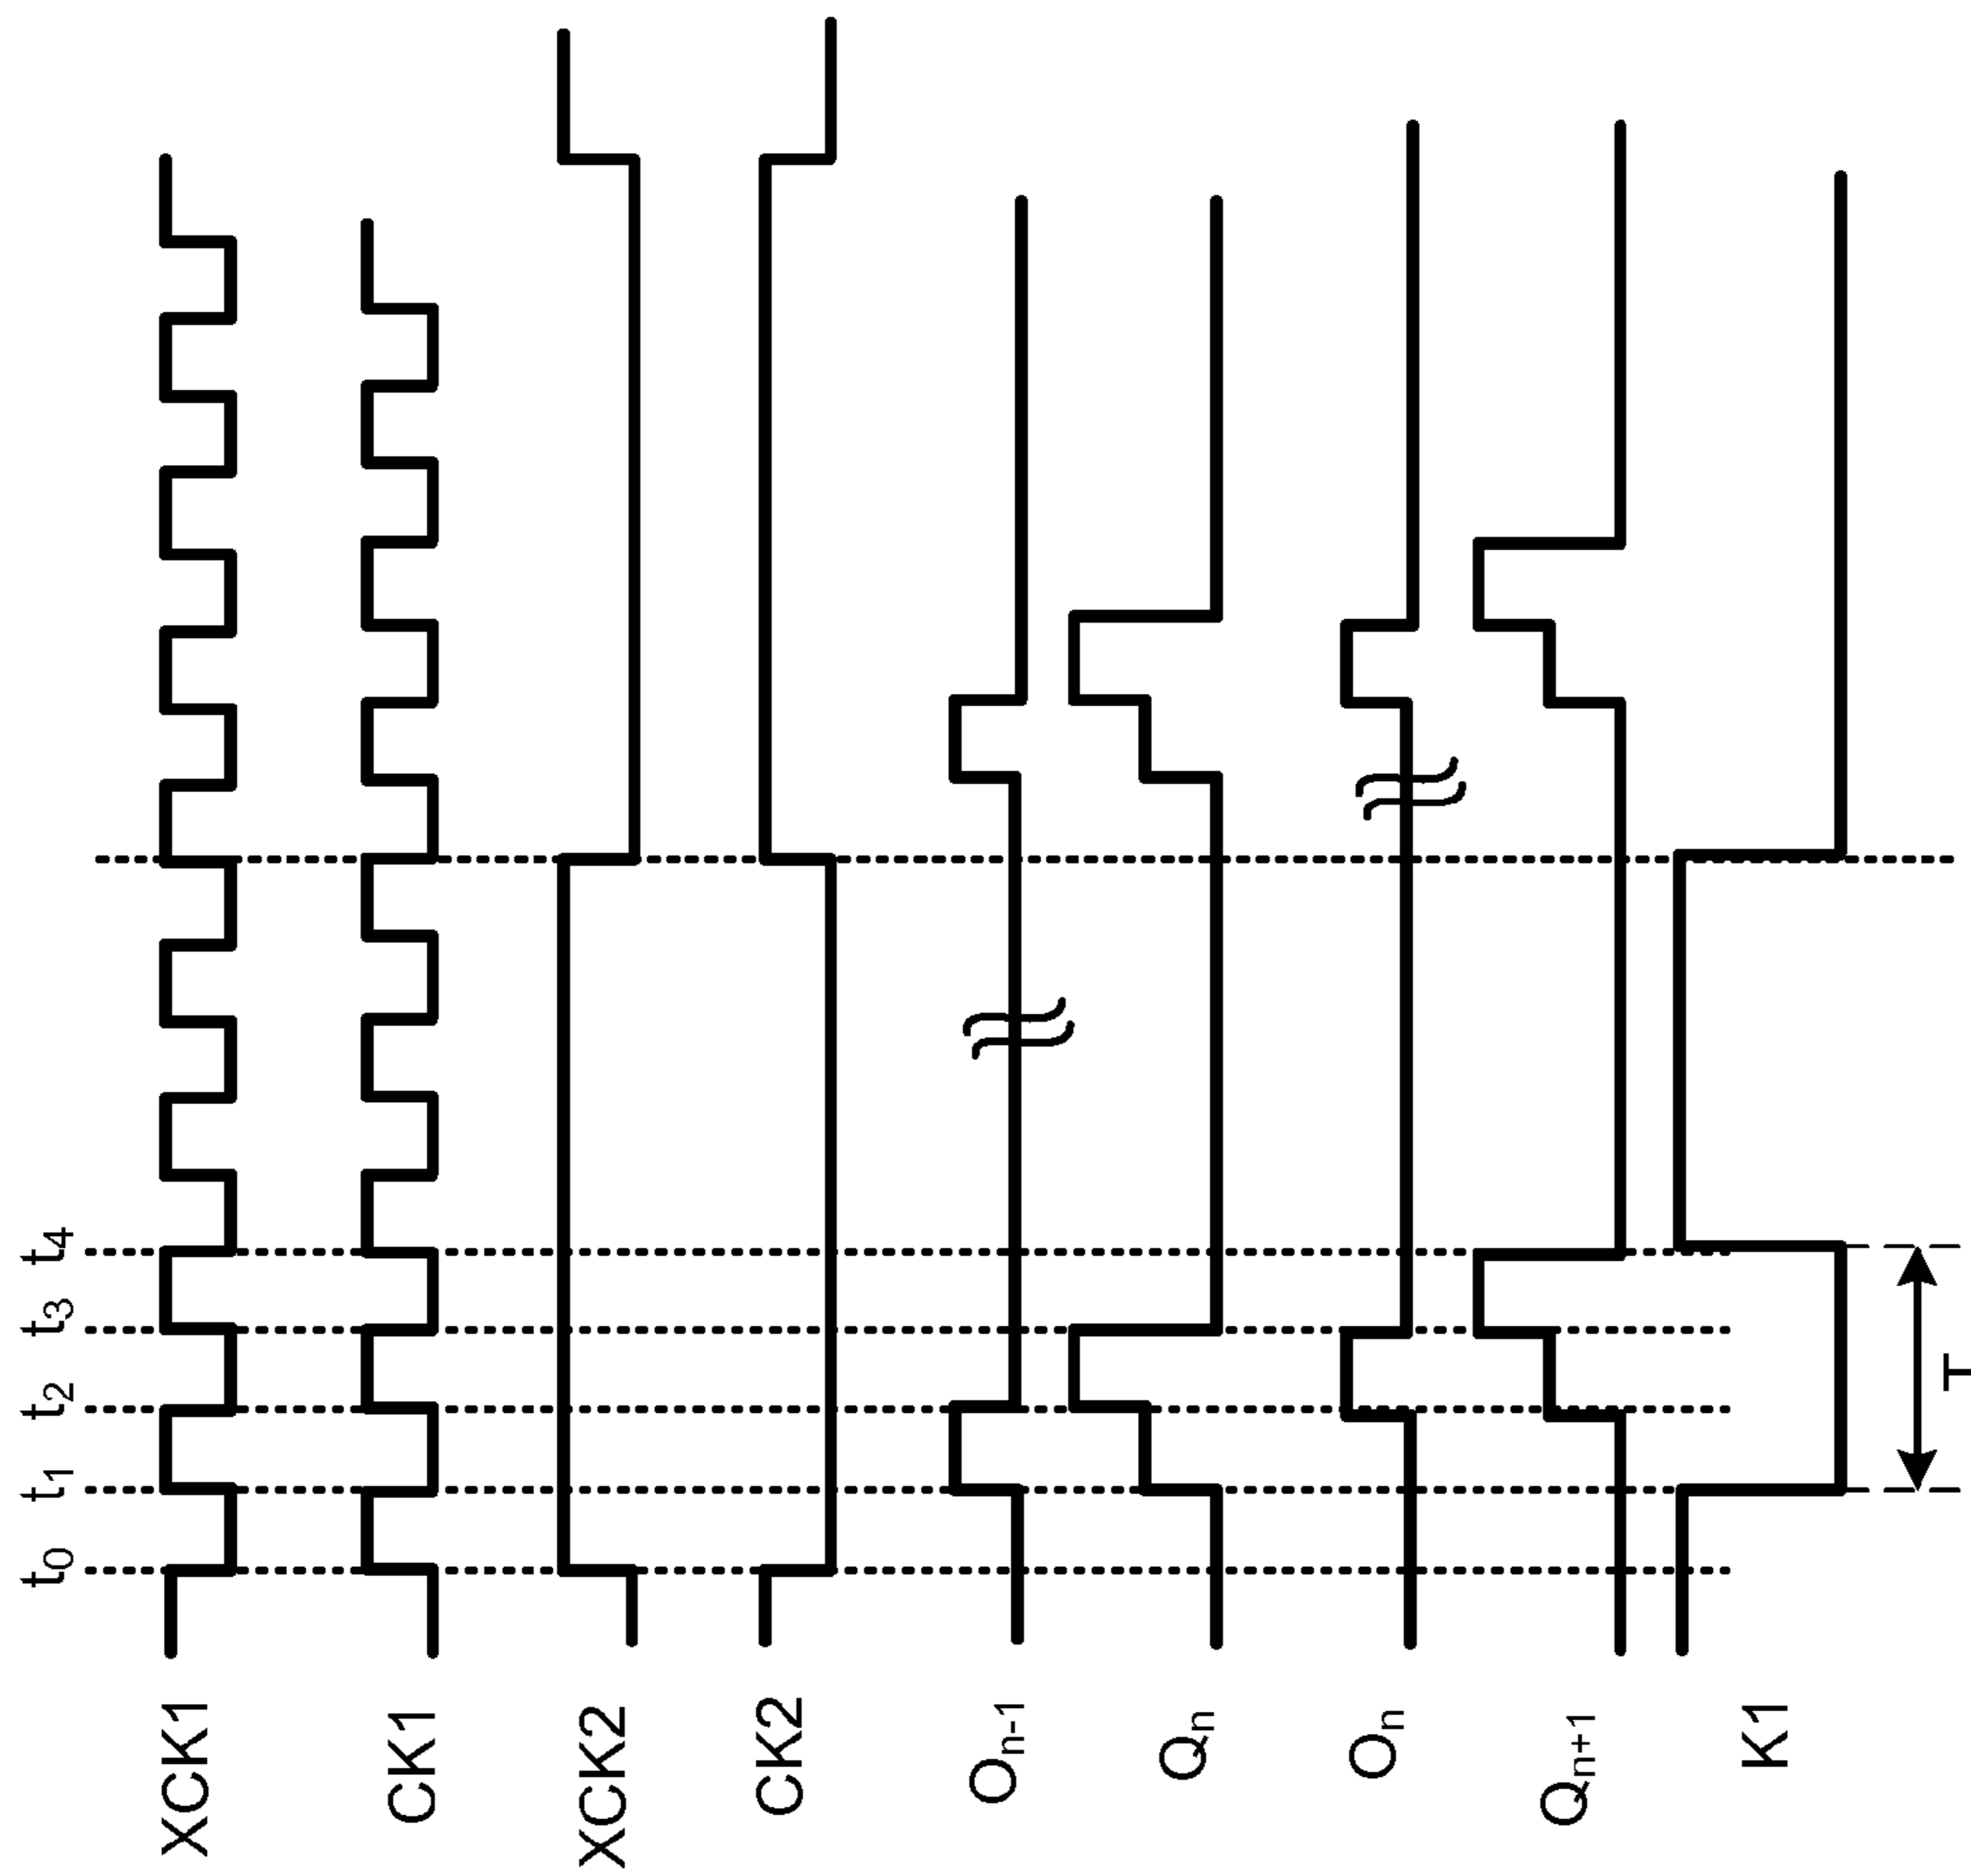 t0 t1 t2 t3 t4
XCK1
CK1
XCK2
CK2
On-1
Qn
On
Qn+1
K1
T